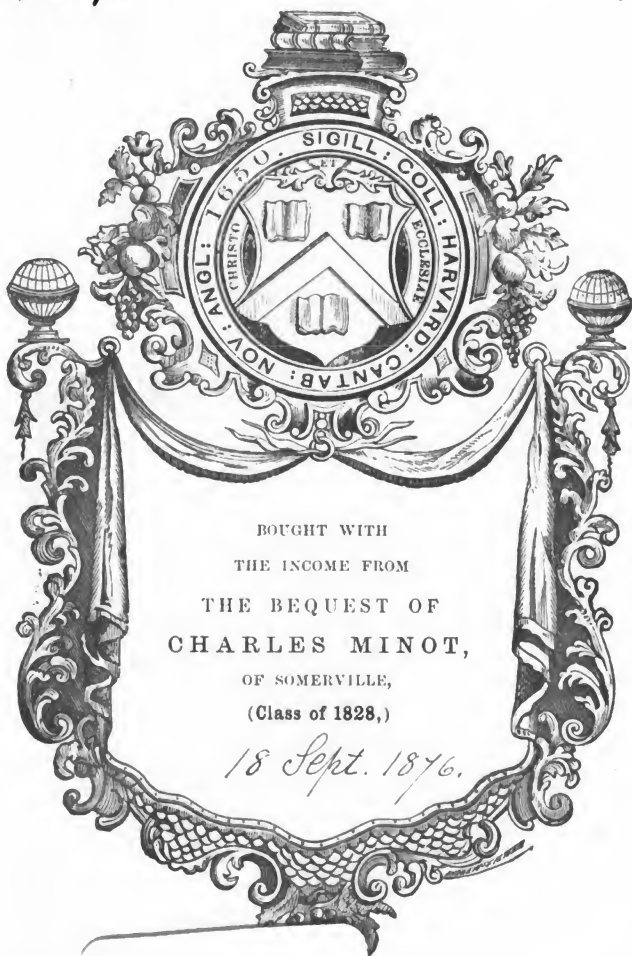 SIGILL: COLL: HARVARD: CANTAB: NOV: ANGL: 1650.
ET
CHRISTO
ECCLESIAE
BOUGHT WITH
THE INCOME FROM
THE BEQUEST OF
CHARLES MINOT,
OF SOMERVILLE,
(Class of 1828,)
18 Sept. 1876.